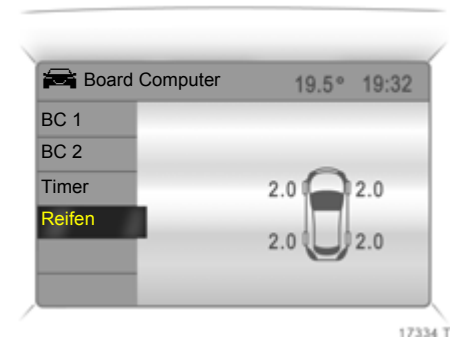 Board Computer 19.5° 19:32
BC 1
BC 2
Timer
Reifen
2.0 2.0
2.0 2.0
17334 T